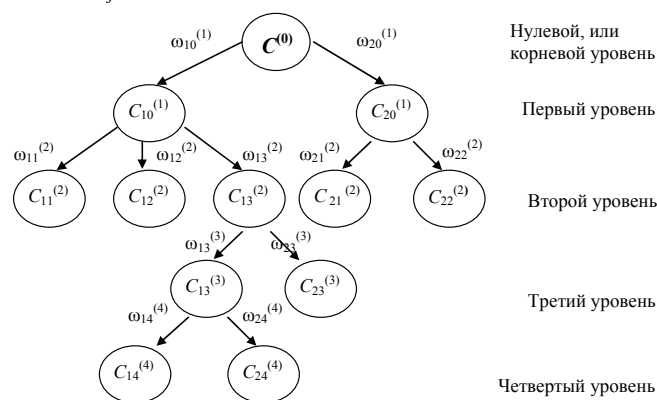 ω₁₀⁽¹⁾ C⁽⁰⁾ ω₂₀⁽¹⁾ Нулевой, или
корневой уровень
C₁₀⁽¹⁾ C₂₀⁽¹⁾ Первый уровень
ω₁₁⁽²⁾ ω₁₂⁽²⁾ ω₁₃⁽²⁾ ω₂₁⁽²⁾ ω₂₂⁽²⁾
C₁₁⁽²⁾ C₁₂⁽²⁾ C₁₃⁽²⁾ C₂₁⁽²⁾ C₂₂⁽²⁾ Второй уровень
ω₁₃⁽³⁾ ω₂₃⁽³⁾
C₁₃⁽³⁾ C₂₃⁽³⁾ Третий уровень
ω₁₄⁽⁴⁾ ω₂₄⁽⁴⁾
C₁₄⁽⁴⁾ C₂₄⁽⁴⁾ Четвертый уровень